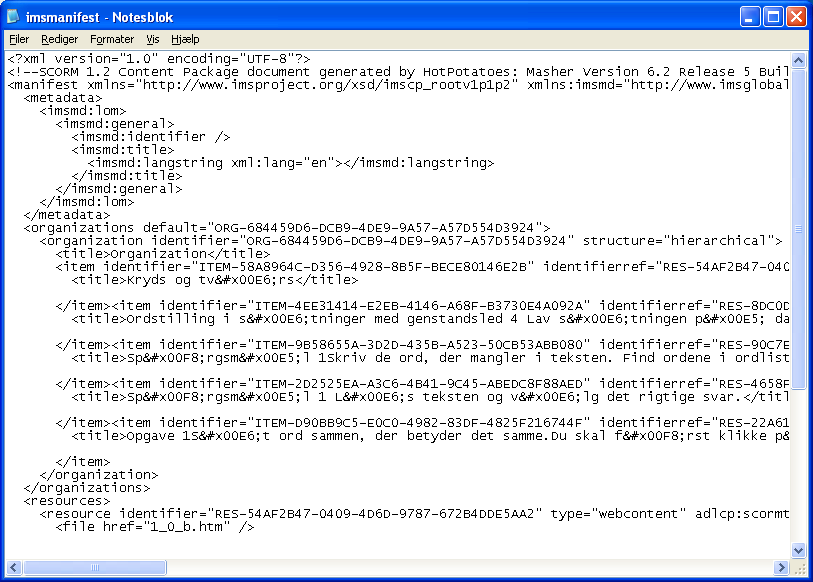 imsmanifest - Notesblok
Filer Rediger Formater Vis Hjælp
<?xml version="1.0" encoding="UTF-8"?>
<!--SCORM 1.2 Content Package document generated by HotPotatoes: Masher Version 6.2 Release 5 Buil
<manifest xmlns="http://www.imsproject.org/xsd/imscp_rootv1p1p2" xmlns:imsmd="http://www.imsglobal
  <metadata>
    <imsmd:lom>
      <imsmd:general>
        <imsmd:identifier />
        <imsmd:title>
          <imsmd:langstring xml:lang="en"></imsmd:langstring>
        </imsmd:title>
      </imsmd:general>
    </imsmd:lom>
  </metadata>
  <organizations default="ORG-684459D6-DCB9-4DE9-9A57-A57D554D3924">
    <organization identifier="ORG-684459D6-DCB9-4DE9-9A57-A57D554D3924" structure="hierarchical">
      <title>Organization</title>
      <item identifier="ITEM-58A8964C-D356-4928-8B5F-BECE80146E2B" identifierref="RES-54AF2B47-040
        <title>Kryds og tv&#x00E6;rs</title>
      </item><item identifier="ITEM-4EE31414-E2EB-4146-A68F-B3730E4A092A" identifierref="RES-8DC0D
        <title>Ordstilling i s&#x00E6;tninger med genstandsled 4 Lav s&#x00E6;tningen p&#x00E5; da
      </item><item identifier="ITEM-9B58655A-3D2D-435B-A523-50CB53ABB080" identifierref="RES-90C7E
        <title>Sp&#x00F8;rgsm&#x00E5;l 1Skriv de ord, der mangler i teksten. Find ordene i ordlist
      </item><item identifier="ITEM-2D2525EA-A3C6-4B41-9C45-ABEDC8F88AED" identifierref="RES-4658F
        <title>Sp&#x00F8;rgsm&#x00E5;l 1 L&#x00E6;s teksten og v&#x00E6;lg det rigtige svar.</titl
      </item><item identifier="ITEM-D90BB9C5-E0C0-4982-83DF-4825F216744F" identifierref="RES-22A61
        <title>Opgave 1S&#x00E6;t ord sammen, der betyder det samme.Du skal f&#x00F8;rst klikke p&
      </item>
    </organization>
  </organizations>
  <resources>
    <resource identifier="RES-54AF2B47-0409-4D6D-9787-672B4DDE5AA2" type="webcontent" adlcp:scormt
      <file href="1_0_b.htm" />